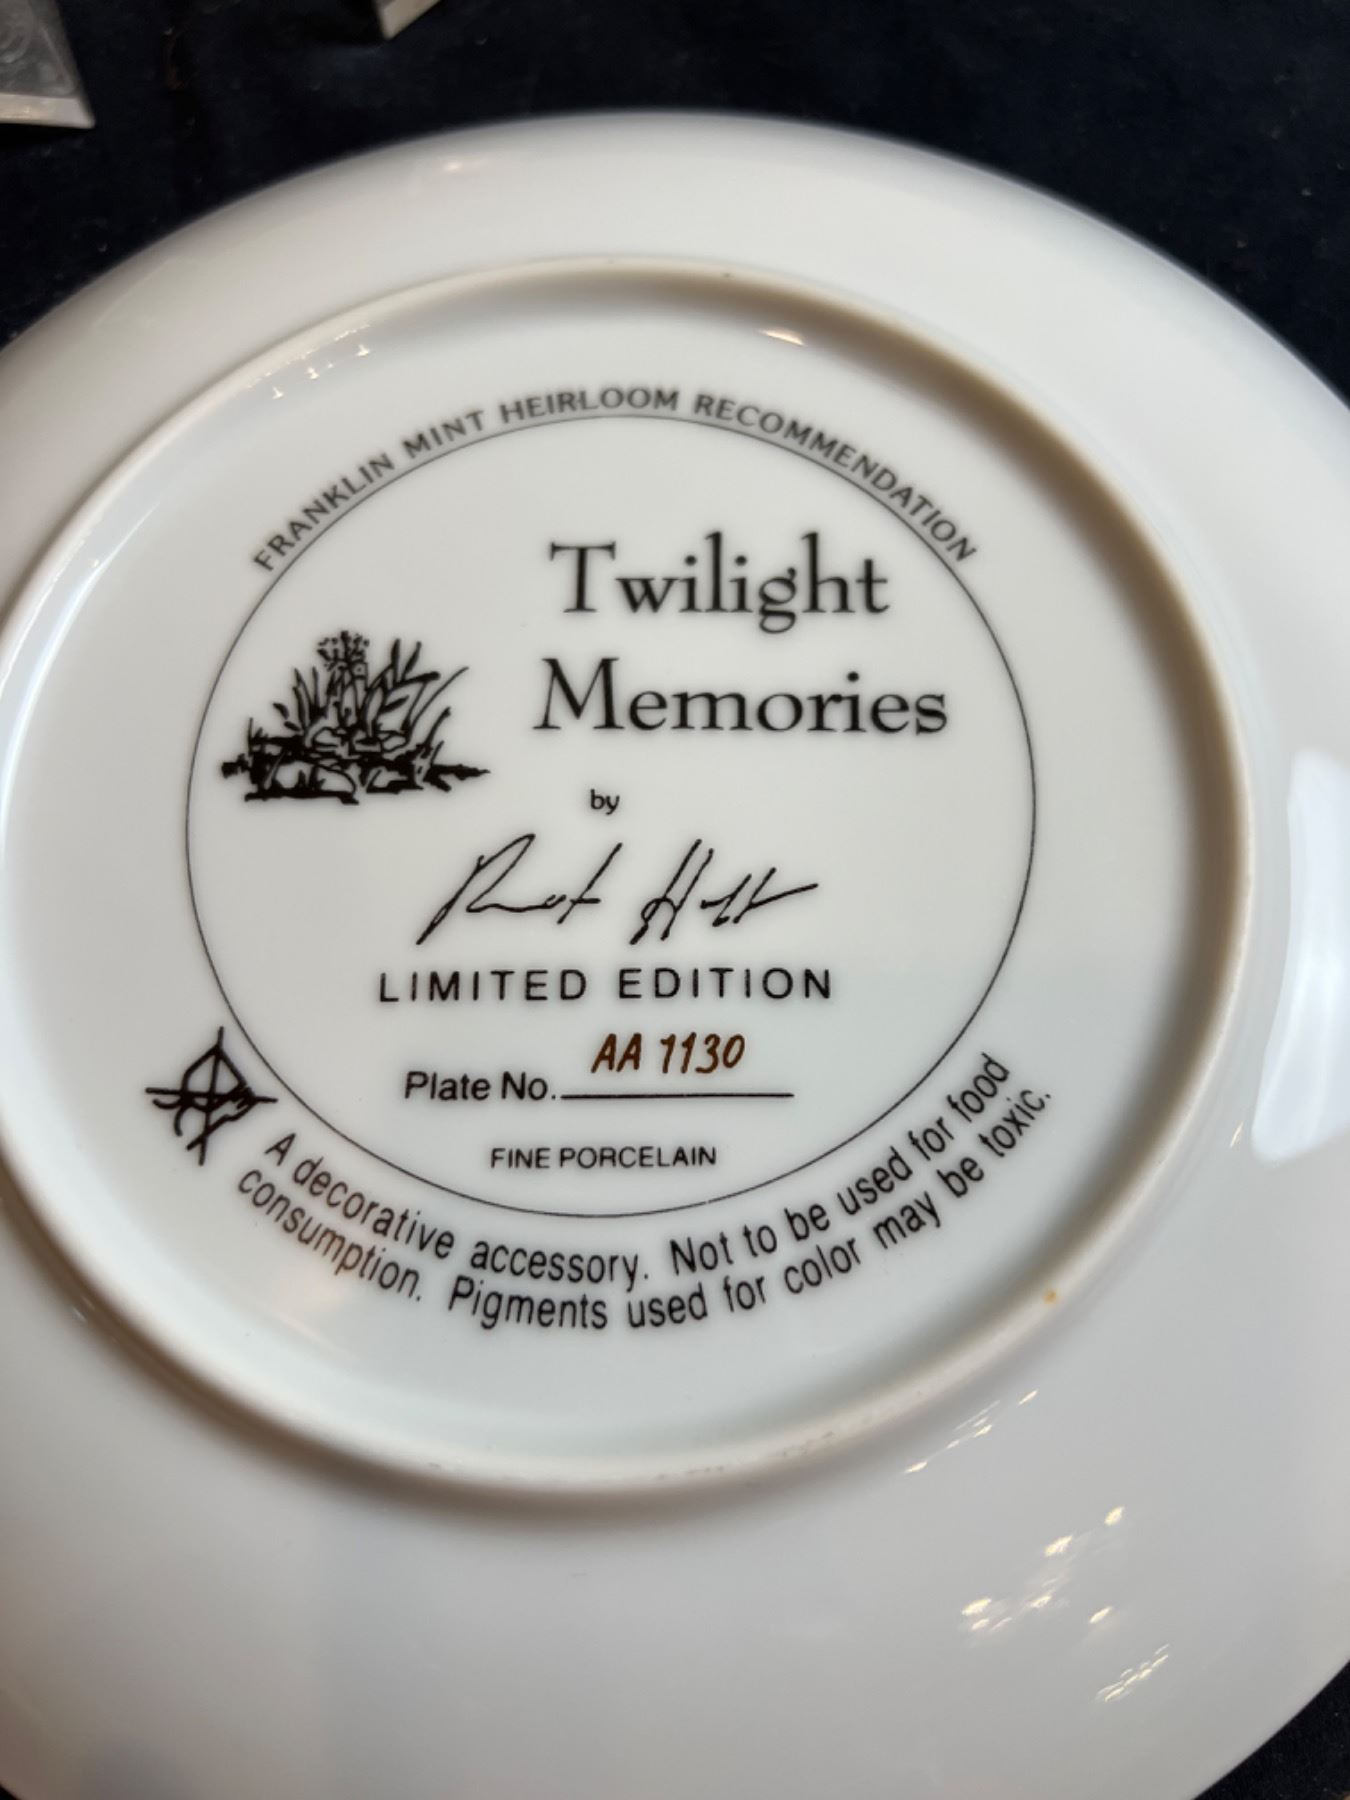 FRANKLIN MINT HEIRLOOM RECOMMENDATION
Twilight
Memories
by
LIMITED EDITION
Plate No. AA 1130
FINE PORCELAIN
A decorative accessory. Not to be used for food
consumption. Pigments used for color may be toxic.